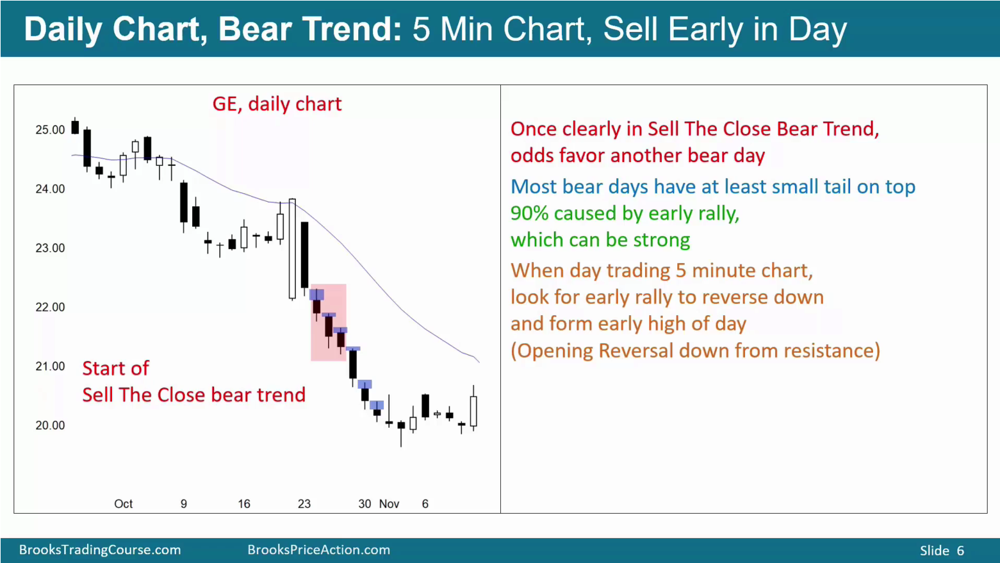 Daily Chart, Bear Trend: 5 Min Chart, Sell Early in Day
GE, daily chart
25.00
24.00
23.00
22.00
21.00
20.00
Start of
Sell The Close bear trend
Oct 9 16 23 30 Nov 6
Once clearly in Sell The Close Bear Trend,
odds favor another bear day
Most bear days have at least small tail on top
90% caused by early rally,
which can be strong
When day trading 5 minute chart,
look for early rally to reverse down
and form early high of day
(Opening Reversal down from resistance)
BrooksTradingCourse.com BrooksPriceAction.com Slide 6